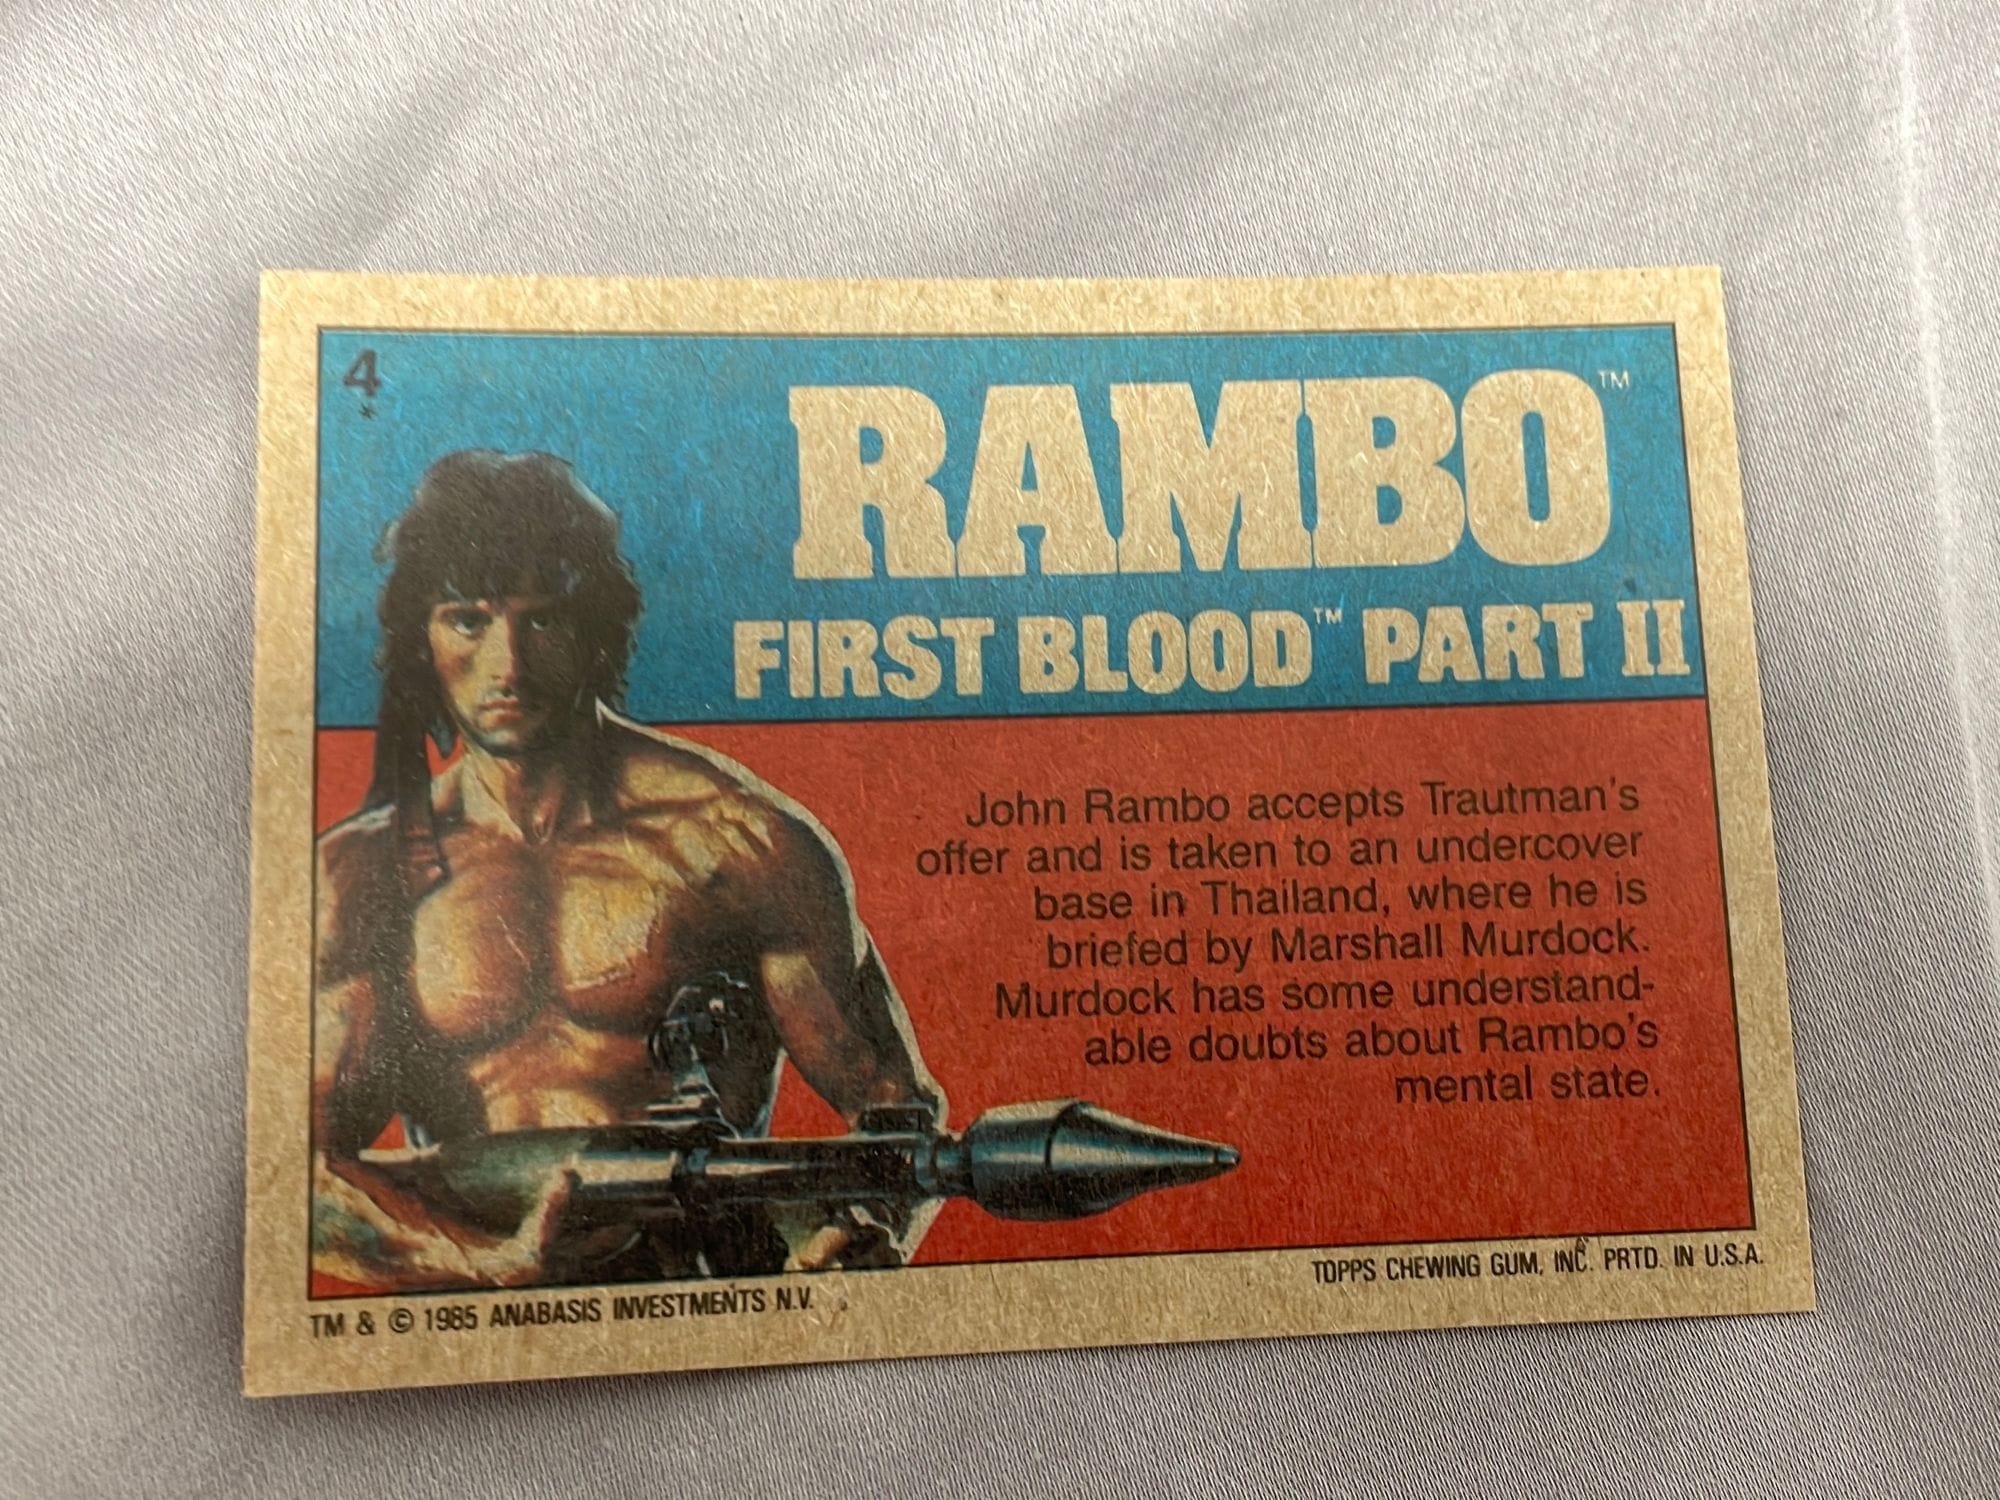 4
*
RAMBO™
FIRST BLOOD™ PART II
John Rambo accepts Trautman's
offer and is taken to an undercover
base in Thailand, where he is
briefed by Marshall Murdock.
Murdock has some understand-
able doubts about Rambo's
mental state.
TM & © 1985 ANABASIS INVESTMENTS N.V.
TOPPS CHEWING GUM, INC. PRTD. IN U.S.A.